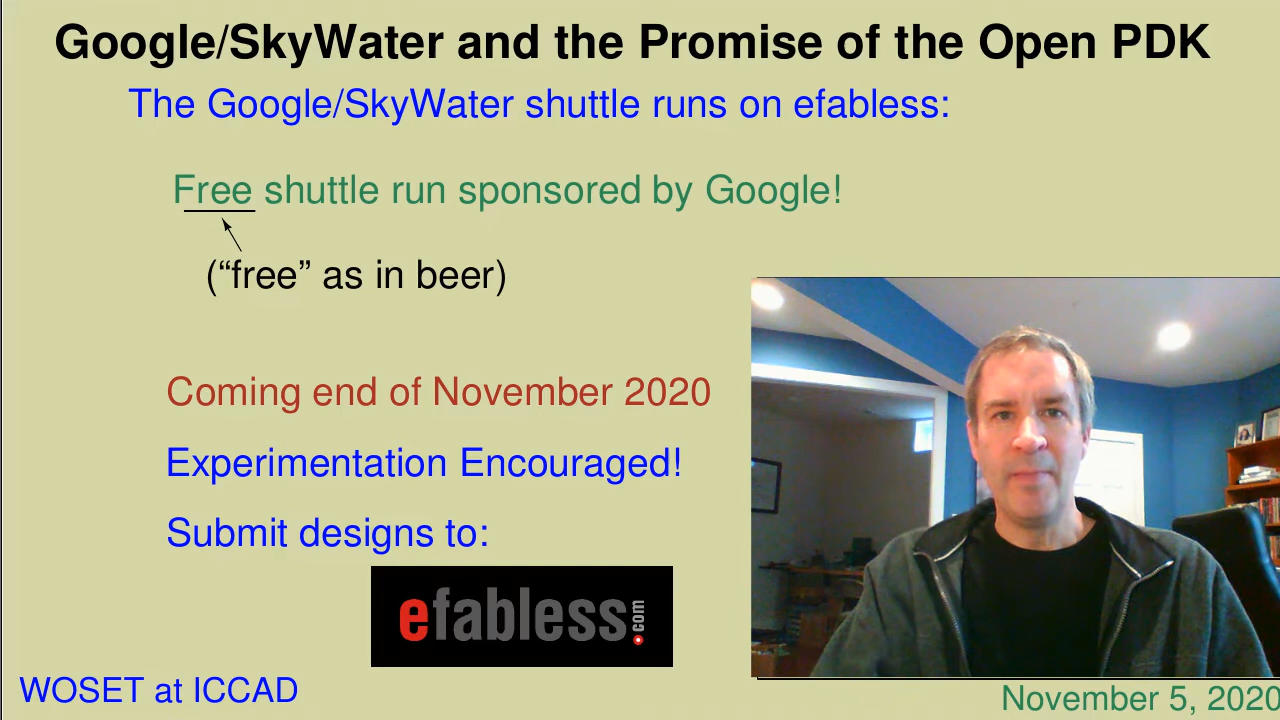 Google/SkyWater and the Promise of the Open PDK
The Google/SkyWater shuttle runs on efabless:
Free shuttle run sponsored by Google!
(“free” as in beer)
Coming end of November 2020
Experimentation Encouraged!
Submit designs to:
efabless.com
WOSET at ICCAD
November 5, 2020